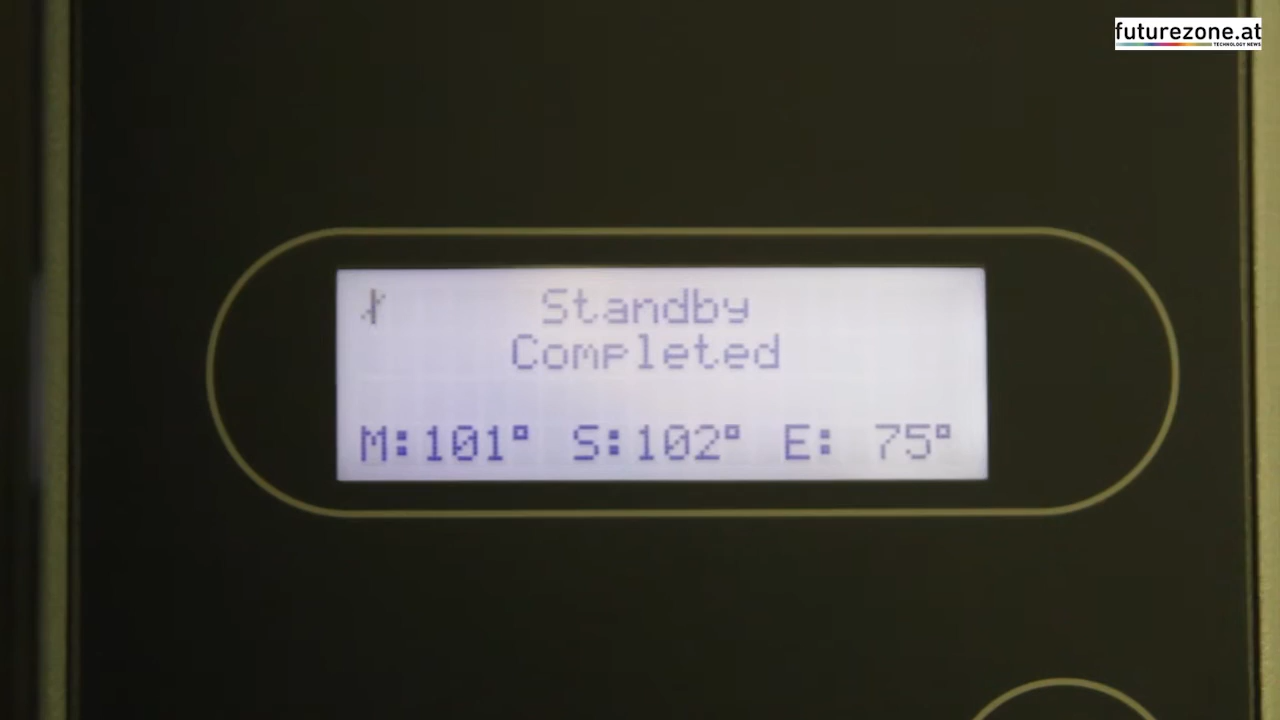 futurezone.at
TECHNOLOGY NEWS
Standby
Completed
M:101° S:102° E: 75°